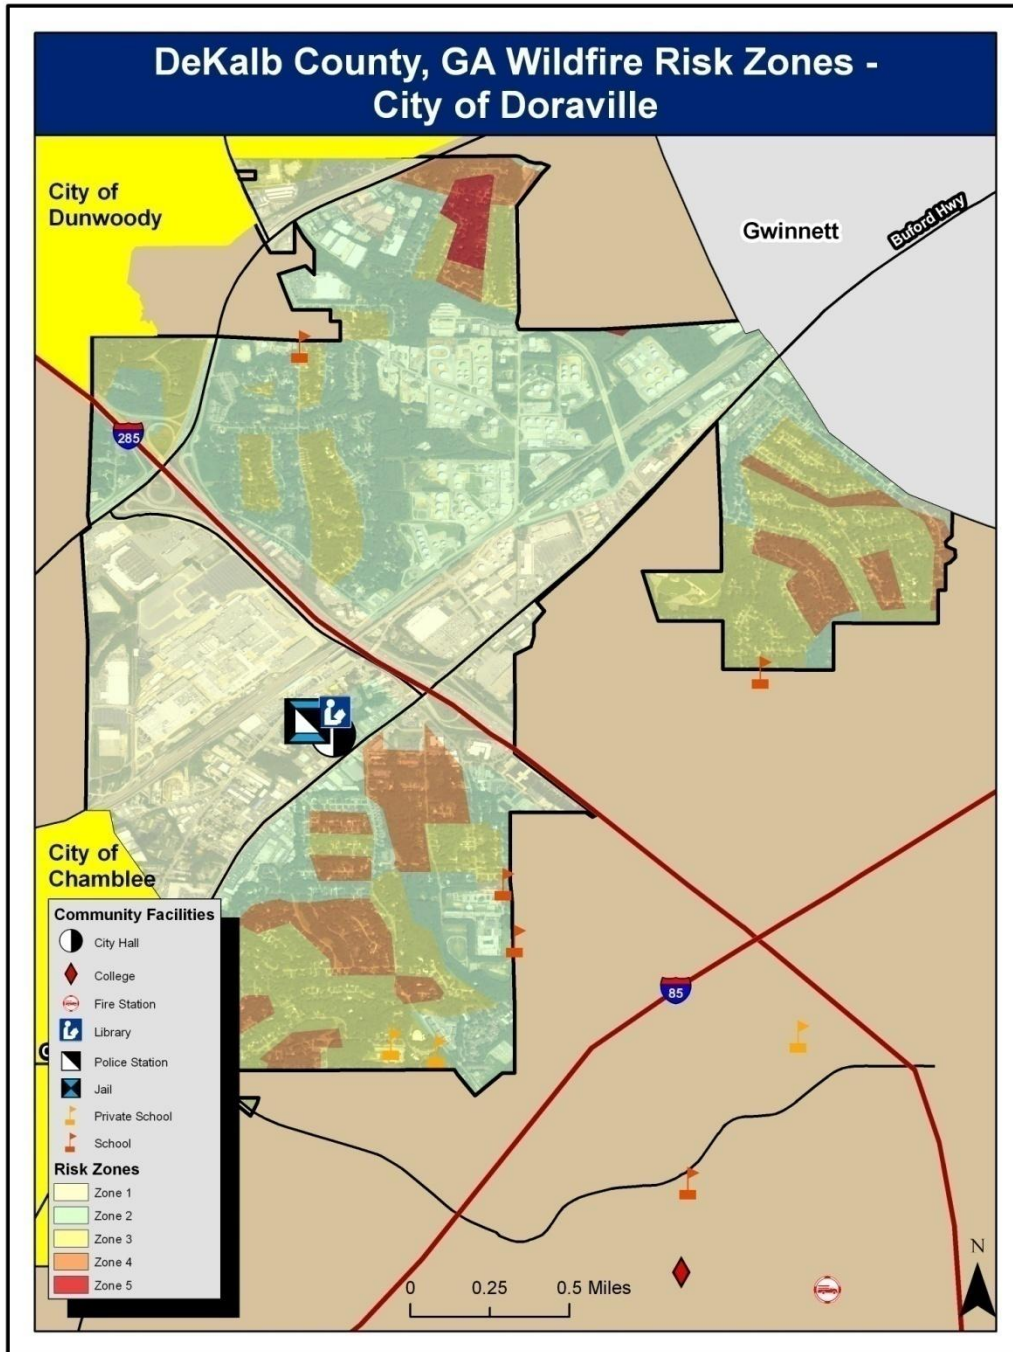 DeKalb County, GA Wildfire Risk Zones -
City of Doraville
City of
Dunwoody
Gwinnett
Buford Hwy
285
City of
Chamblee
85
Community Facilities
City Hall
College
Fire Station
Library
Police Station
Jail
Private School
School
Risk Zones
Zone 1
Zone 2
Zone 3
Zone 4
Zone 5
0 0.25 0.5 Miles
N